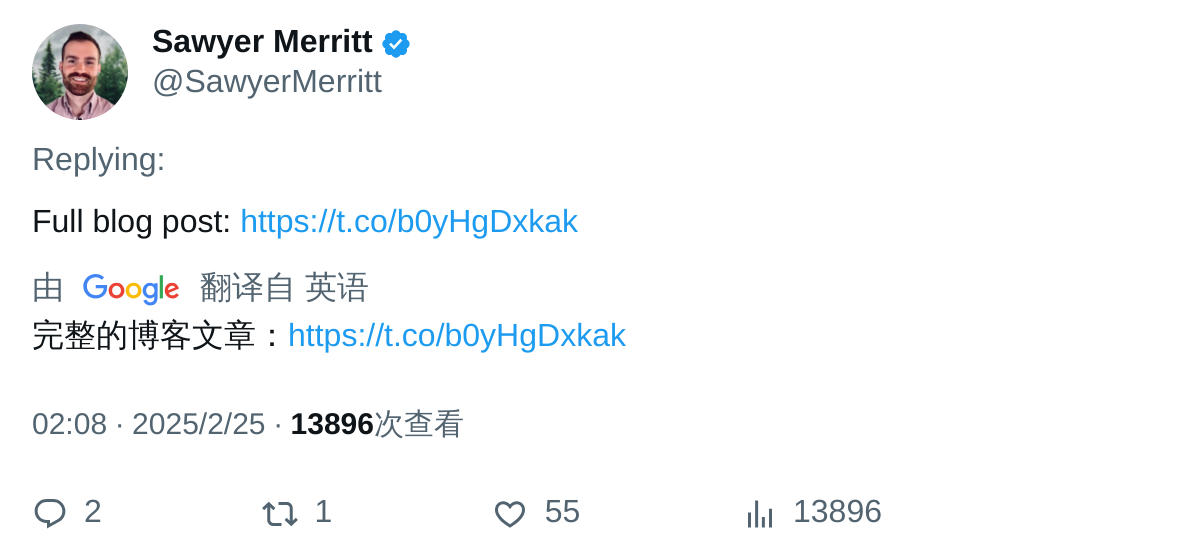 Sawyer Merritt
@SawyerMerritt
Replying:
Full blog post: https://t.co/b0yHgDxkak
由 Google 翻译自 英语
完整的博客文章：https://t.co/b0yHgDxkak
02:08 · 2025/2/25 · 13896次查看
2 1 55 13896